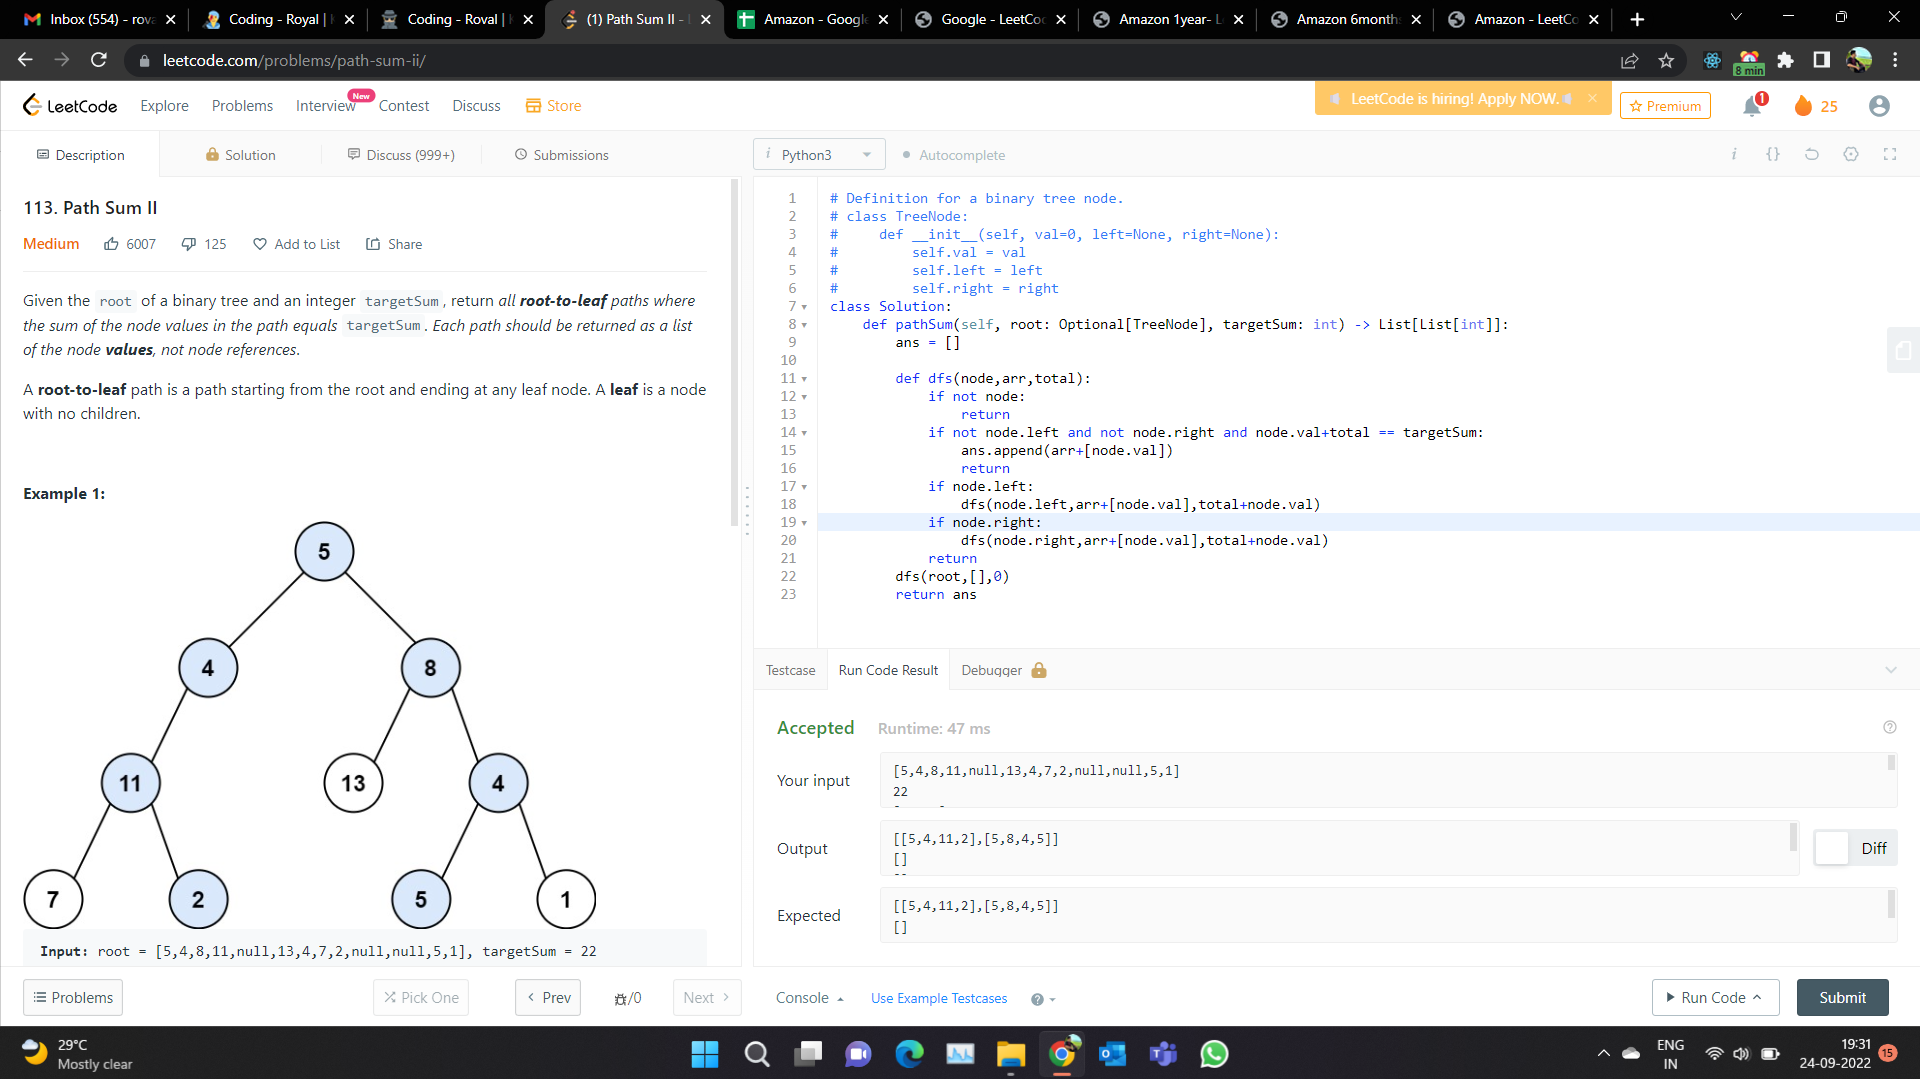 Inbox (554) - rova
Coding - Royal |
Coding - Royal |
(1) Path Sum II -
Amazon - Google
Google - LeetCo
Amazon 1year- L
Amazon 6month
Amazon - LeetCo
leetcode.com/problems/path-sum-ii/
8 min
LeetCode
Explore
Problems
Interview
New
Contest
Discuss
Store
LeetCode is hiring! Apply NOW.
Premium
1
25
Description
Solution
Discuss (999+)
Submissions
i Python3
Autocomplete
113. Path Sum II
Medium
6007
125
Add to List
Share
Given the root of a binary tree and an integer targetSum, return all root-to-leaf paths where
the sum of the node values in the path equals targetSum. Each path should be returned as a list
of the node values, not node references.
A root-to-leaf path is a path starting from the root and ending at any leaf node. A leaf is a node
with no children.
Example 1:
5
4 8
11 13 4
7 2 5 1
Input: root = [5,4,8,11,null,13,4,7,2,null,null,5,1], targetSum = 22
1 # Definition for a binary tree node.
2 # class TreeNode:
3 #     def __init__(self, val=0, left=None, right=None):
4 #         self.val = val
5 #         self.left = left
6 #         self.right = right
7 class Solution:
8     def pathSum(self, root: Optional[TreeNode], targetSum: int) -> List[List[int]]:
9         ans = []
10
11         def dfs(node,arr,total):
12             if not node:
13                 return
14             if not node.left and not node.right and node.val+total == targetSum:
15                 ans.append(arr+[node.val])
16                 return
17             if node.left:
18                 dfs(node.left,arr+[node.val],total+node.val)
19             if node.right:
20                 dfs(node.right,arr+[node.val],total+node.val)
21             return
22         dfs(root,[],0)
23         return ans
Testcase
Run Code Result
Debugger
Accepted
Runtime: 47 ms
Your input
[5,4,8,11,null,13,4,7,2,null,null,5,1]
22
Output
[[5,4,11,2],[5,8,4,5]]
[]
Diff
Expected
[[5,4,11,2],[5,8,4,5]]
[]
Problems
Pick One
Prev
/0
Next
Console
Use Example Testcases
Run Code
Submit
29°C
Mostly clear
ENG
IN
19:31
24-09-2022
15